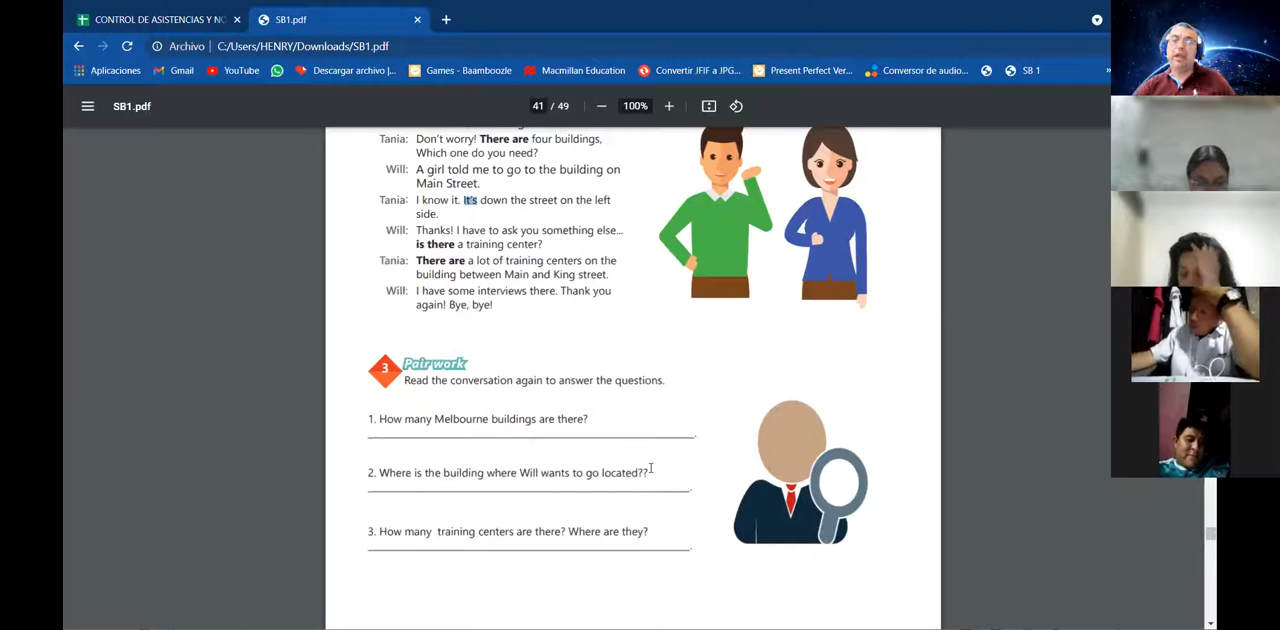 CONTROL DE ASISTENCIAS Y NO
SB1.pdf
Archivo C:/Users/HENRY/Downloads/SB1.pdf
Aplicaciones Gmail YouTube Descargar archivo |... Games - Baamboozle Macmillan Education Convertir JFIF a JPG... Present Perfect Ver... Conversor de audio... SB 1 »
SB1.pdf 41 / 49 100%
Tania: Don't worry! There are four buildings,
Which one do you need?
Will: A girl told me to go to the building on
Main Street.
Tania: I know it. It's down the street on the left
side.
Will: Thanks! I have to ask you something else...
is there a training center?
Tania: There are a lot of training centers on the
building between Main and King street.
Will: I have some interviews there. Thank you
again! Bye, bye!
3 Pair work
Read the conversation again to answer the questions.
1. How many Melbourne buildings are there?
2. Where is the building where Will wants to go located??
3. How many training centers are there? Where are they?